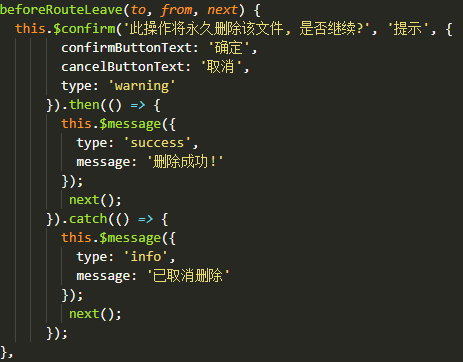 beforeRouteLeave(to, from, next) {
this.$confirm('此操作将永久删除该文件, 是否继续?', '提示', {
confirmButtonText: '确定',
cancelButtonText: '取消',
type: 'warning'
}).then(() => {
this.$message({
type: 'success',
message: '删除成功!'
});
next();
}).catch(() => {
this.$message({
type: 'info',
message: '已取消删除'
});
next();
});
},